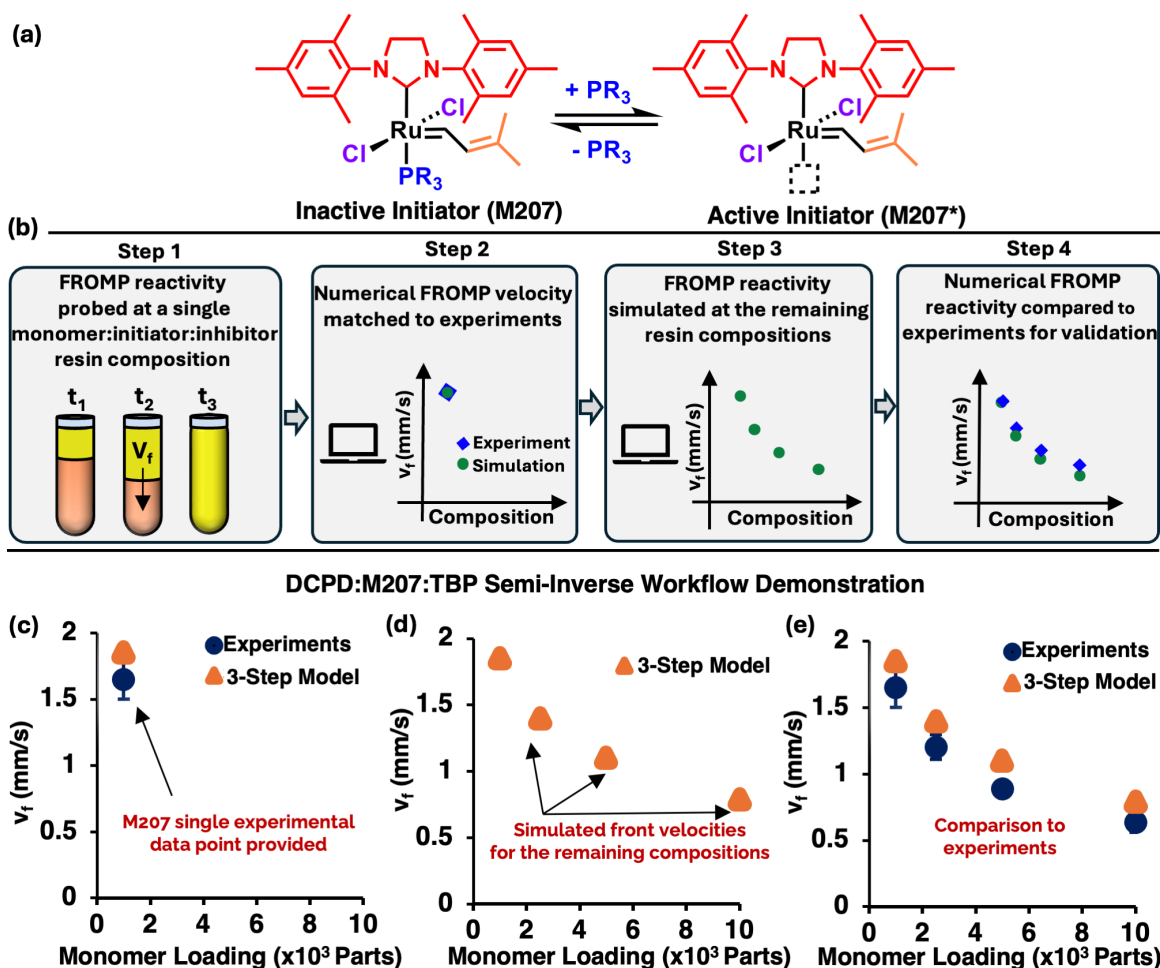 (a)
N
N
Cl
Cl
Ru
PR3
+ PR3
- PR3
N
N
Cl
Cl
Ru
Inactive Initiator (M207)
Active Initiator (M207*)
(b)
Step 1
FROMP reactivity
probed at a single
monomer:initiator:inhibitor
resin composition
t1
t2
t3
Vf
Step 2
Numerical FROMP velocity
matched to experiments
vf (mm/s)
Experiment
Simulation
Composition
Step 3
FROMP reactivity
simulated at the remaining
resin compositions
vf (mm/s)
Composition
Step 4
Numerical FROMP
reactivity compared to
experiments for validation
vf (mm/s)
Composition
DCPD:M207:TBP Semi-Inverse Workflow Demonstration
(c)
Experiments
3-Step Model
vf (mm/s)
2
1.5
1
0.5
0
M207 single experimental
data point provided
0 2 4 6 8 10
Monomer Loading (x10³ Parts)
(d)
3-Step Model
vf (mm/s)
2
1.5
1
0.5
0
Simulated front velocities
for the remaining compositions
0 2 4 6 8 10
Monomer Loading (x10³ Parts)
(e)
Experiments
3-Step Model
vf (mm/s)
2
1.5
1
0.5
0
Comparison to
experiments
0 2 4 6 8 10
Monomer Loading (x10³ Parts)